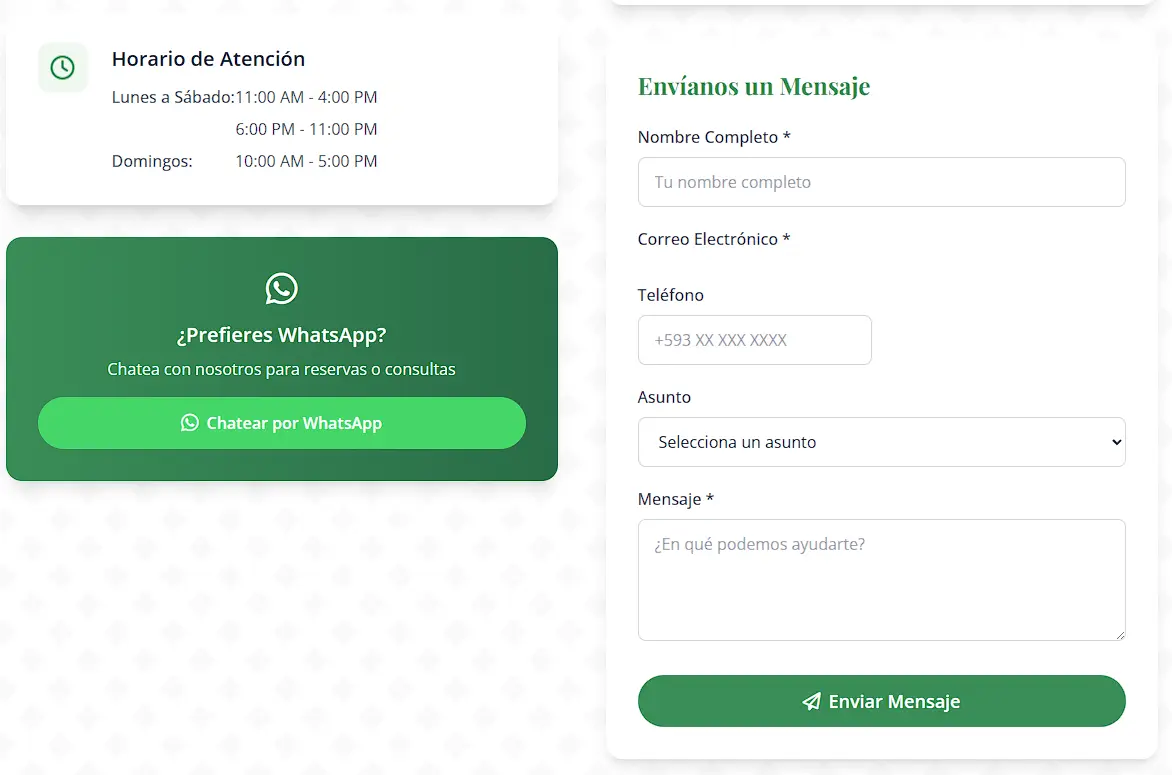 Horario de Atención
Lunes a Sábado:11:00 AM - 4:00 PM
6:00 PM - 11:00 PM
Domingos: 10:00 AM - 5:00 PM
¿Prefieres WhatsApp?
Chatea con nosotros para reservas o consultas
Chatear por WhatsApp
Envíanos un Mensaje
Nombre Completo *
Tu nombre completo
Correo Electrónico *
Teléfono
+593 XX XXX XXXX
Asunto
Selecciona un asunto
Mensaje *
¿En qué podemos ayudarte?
Enviar Mensaje